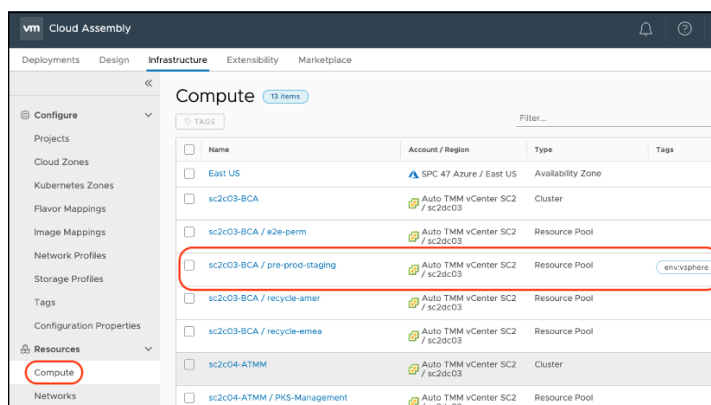 vm Cloud Assembly
Deployments Design Infrastructure Extensibility Marketplace
Configure
Projects
Cloud Zones
Kubernetes Zones
Flavor Mappings
Image Mappings
Network Profiles
Storage Profiles
Tags
Configuration Properties
Resources
Compute
Networks
Compute 13 items
TAGS
Filter...
Name Account / Region Type Tags
East US SPC 47 Azure / East US Availability Zone
sc2c03-BCA Auto TMM vCenter SC2 Cluster
/ sc2dc03
sc2c03-BCA / e2e-perm Auto TMM vCenter SC2 Resource Pool
/ sc2dc03
sc2c03-BCA / pre-prod-staging Auto TMM vCenter SC2 Resource Pool env:vsphere
/ sc2dc03
sc2c03-BCA / recycle-amer Auto TMM vCenter SC2 Resource Pool
/ sc2dc03
sc2c03-BCA / recycle-emea Auto TMM vCenter SC2 Resource Pool
/ sc2dc03
sc2c04-ATMM Auto TMM vCenter SC2 Cluster
/ sc2dc03
sc2c04-ATMM / PKS-Management Auto TMM vCenter SC2 Resource Pool